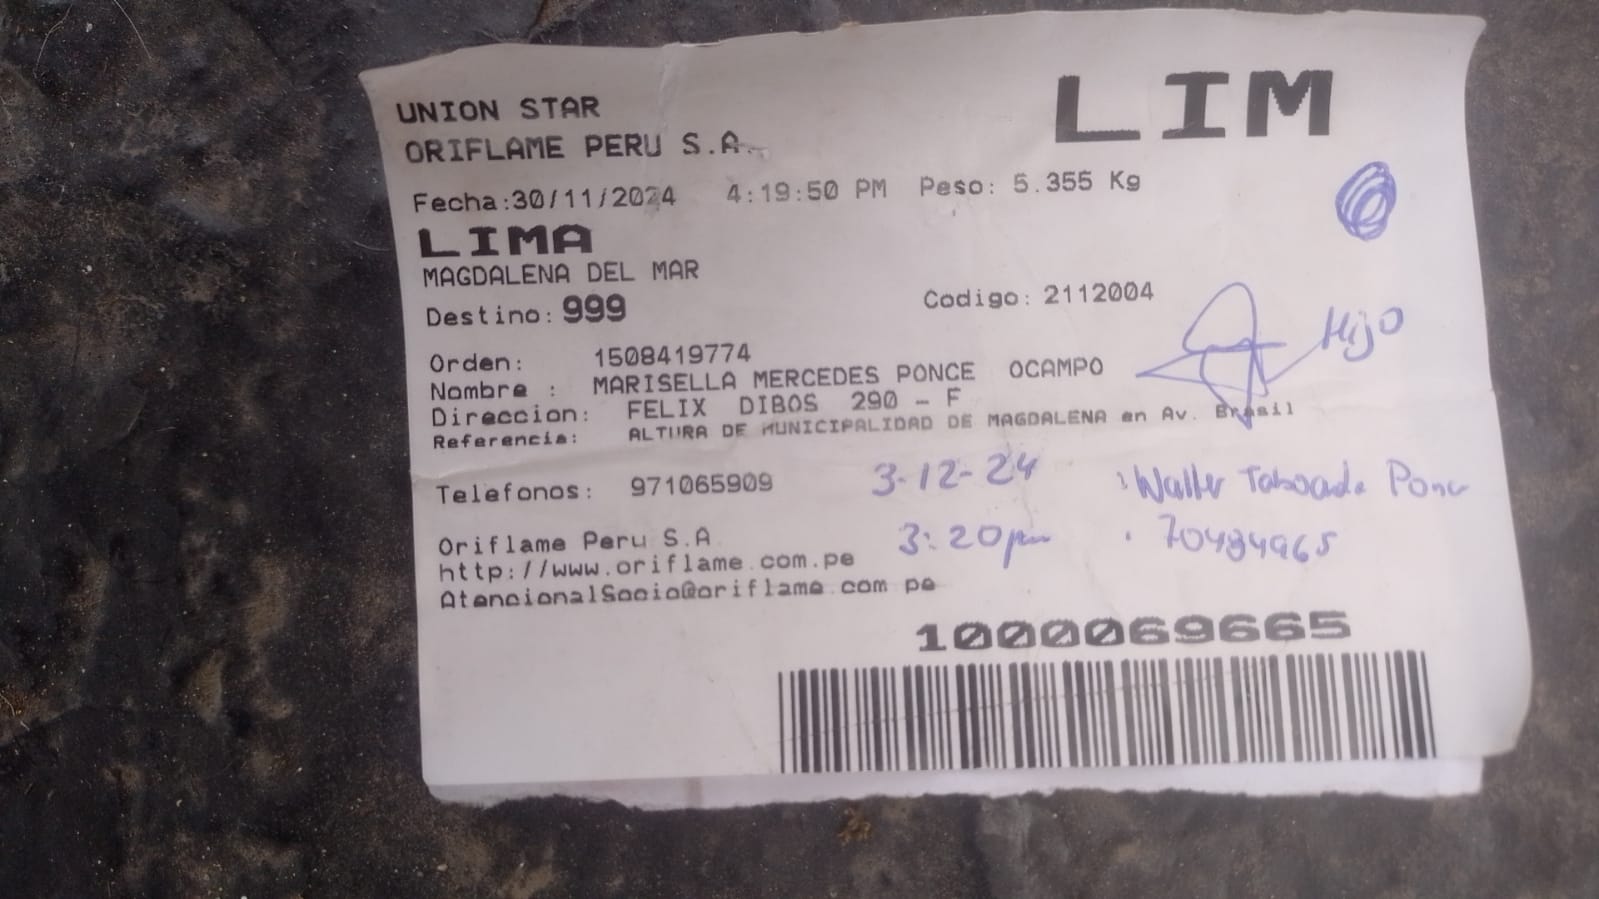 UNION STAR
ORIFLAME PERU S.A.
LIM
Fecha:30/11/2024 4:19:50 PM Peso: 5.355 Kg
LIMA
MAGDALENA DEL MAR
Destino: 999 Codigo: 2112004
Hijo
Orden: 1508419774
Nombre : MARISELLA MERCEDES PONCE OCAMPO
Direccion: FELIX DIBOS 290 - F
Referencia: ALTURA DE MUNICIPALIDAD DE MAGDALENA en Av. Brasil
Telefonos: 971065909 3-12-24 Walter Taboada Ponce
Oriflame Peru S.A 3:20pm
http://www.oriflame.com.pe
AtencionalSocio@oriflame.com pe
1000069665